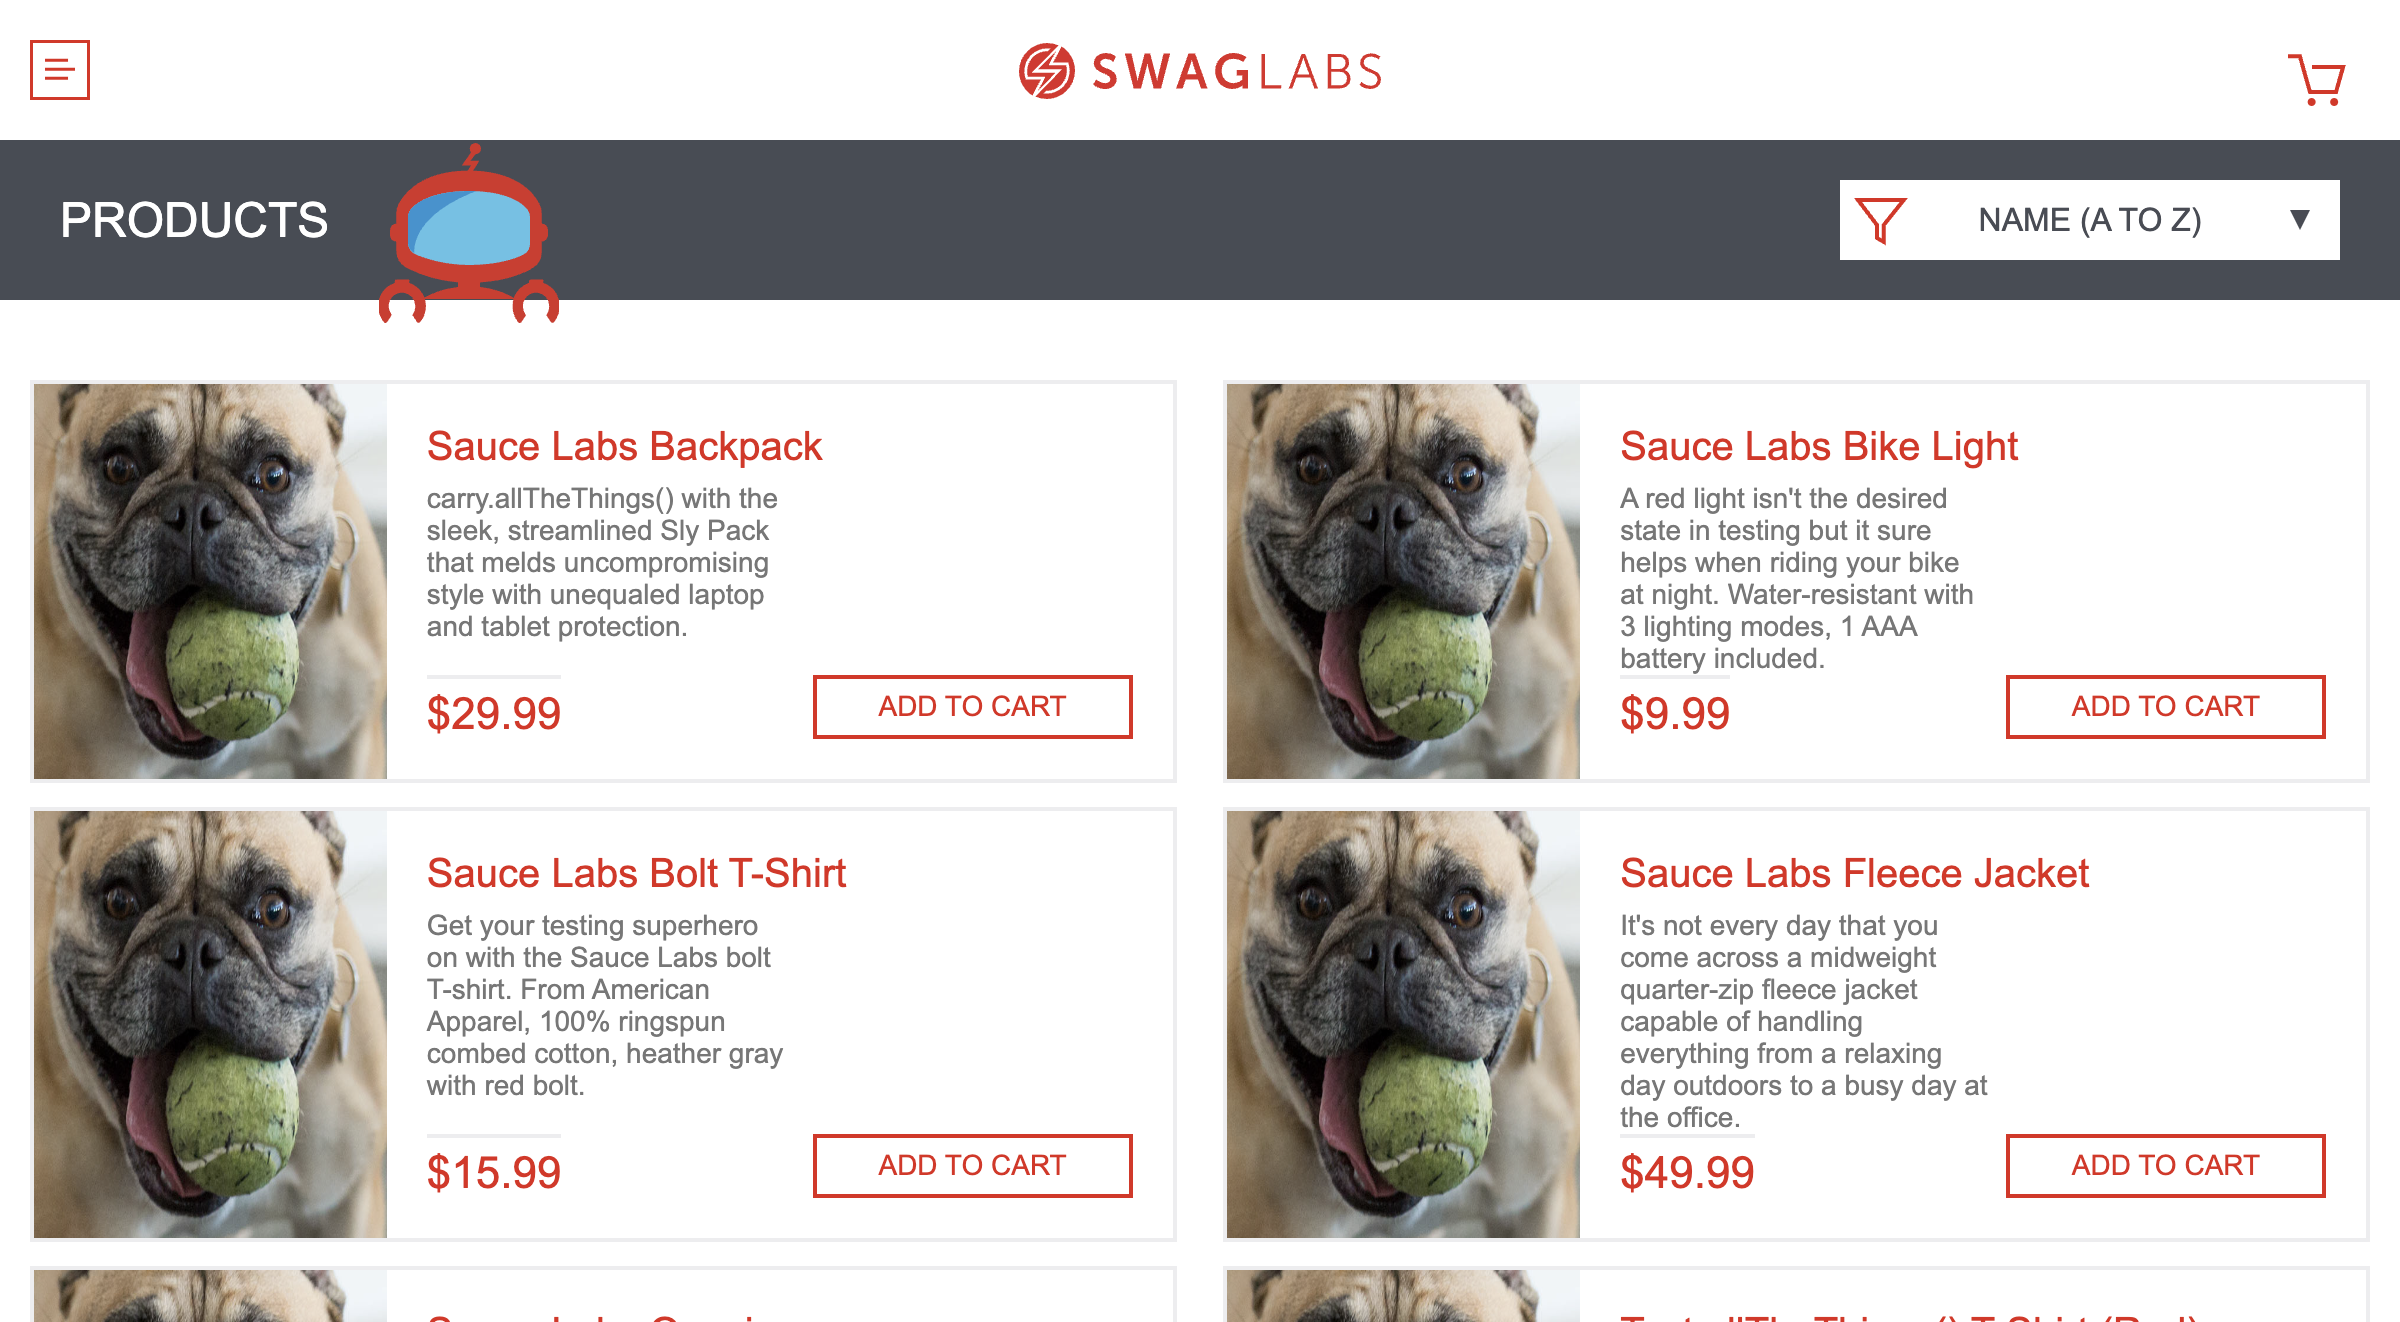 SWAGLABS
PRODUCTS
NAME (A TO Z)
Sauce Labs Backpack
carry.allTheThings() with the
sleek, streamlined Sly Pack
that melds uncompromising
style with unequaled laptop
and tablet protection.
$29.99
ADD TO CART
Sauce Labs Bike Light
A red light isn't the desired
state in testing but it sure
helps when riding your bike
at night. Water-resistant with
3 lighting modes, 1 AAA
battery included.
$9.99
ADD TO CART
Sauce Labs Bolt T-Shirt
Get your testing superhero
on with the Sauce Labs bolt
T-shirt. From American
Apparel, 100% ringspun
combed cotton, heather gray
with red bolt.
$15.99
ADD TO CART
Sauce Labs Fleece Jacket
It's not every day that you
come across a midweight
quarter-zip fleece jacket
capable of handling
everything from a relaxing
day outdoors to a busy day at
the office.
$49.99
ADD TO CART
Sauce Labs Onesie
Test.allTheThings() T-Shirt (Red)